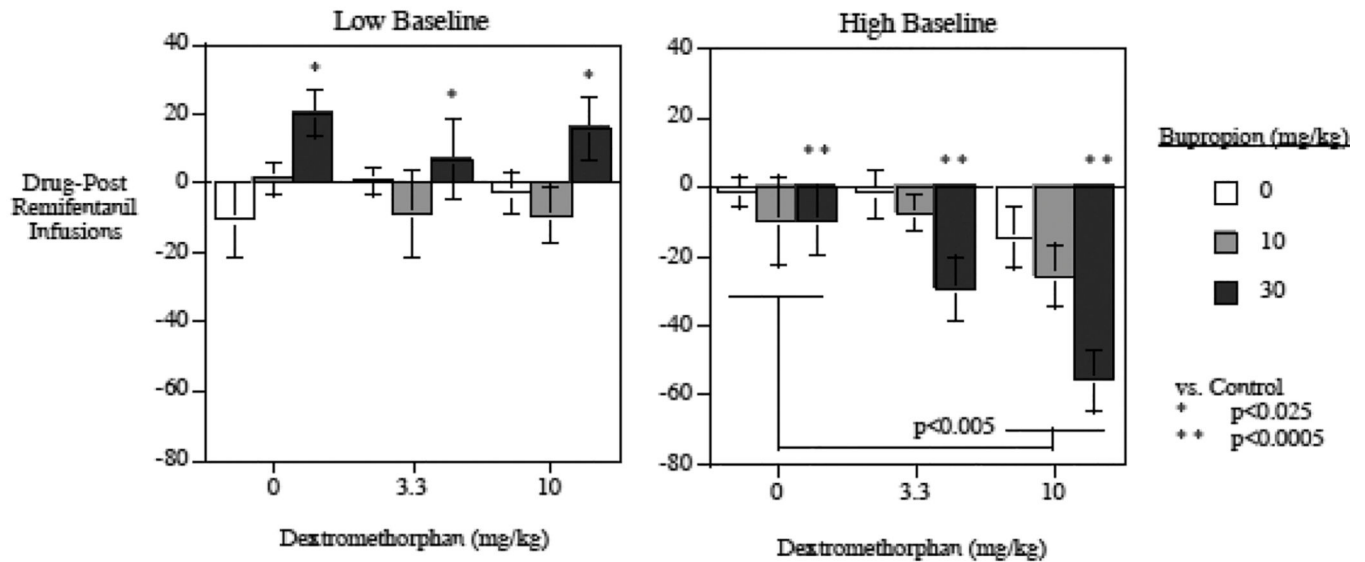 Low Baseline
40
20
0
-20
-40
-60
-80
Drug-Post
Remifentanil
Infusions
*
*
*
0
3.3
10
Dextromethorphan (mg/kg)
High Baseline
40
20
0
-20
-40
-60
-80
**
**
**
p<0.005
0
3.3
10
Dextromethorphan (mg/kg)
Bupropion (mg/kg)
0
10
30
vs. Control
* p<0.025
** p<0.0005